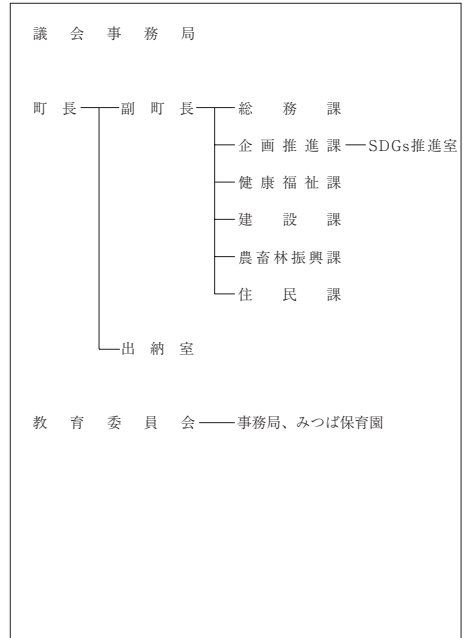 議会事務局
町長 副町長 総務課
企画推進課 SDGs推進室
健康福祉課
建設課
農畜林振興課
住民課
出納室
教育委員会 事務局、みつば保育園